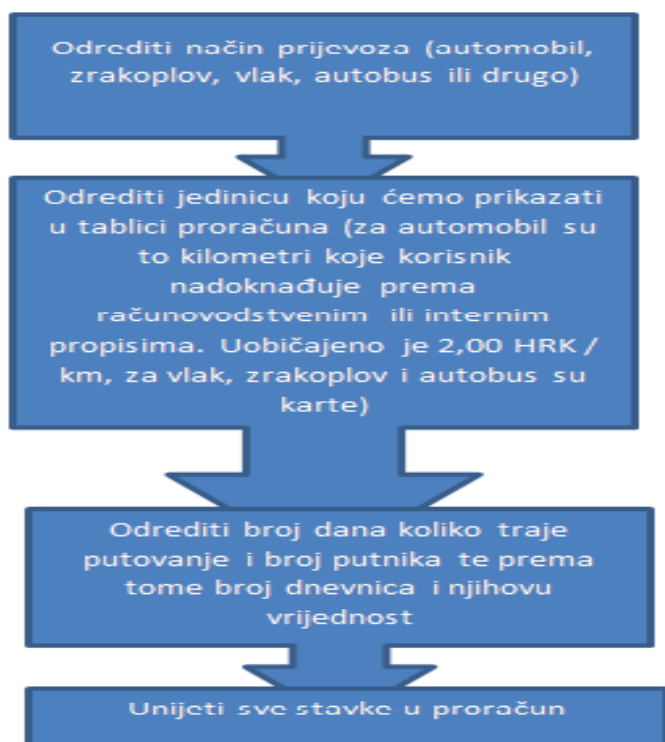 Odrediti način prijevoza (automobil,
zrakoplov, vlak, autobus ili drugo)
Odrediti jedinicu koju ćemo prikazati
u tablici proračuna (za automobil su
to kilometri koje korisnik
nadoknađuje prema
računovodstvenim ili internim
propisima. Uobičajeno je 2,00 HRK /
km, za vlak, zrakoplov i autobus su
karte)
Odrediti broj dana koliko traje
putovanje i broj putnika te prema
tome broj dnevnica i njihovu
vrijednost
Unijeti sve stavke u proračun